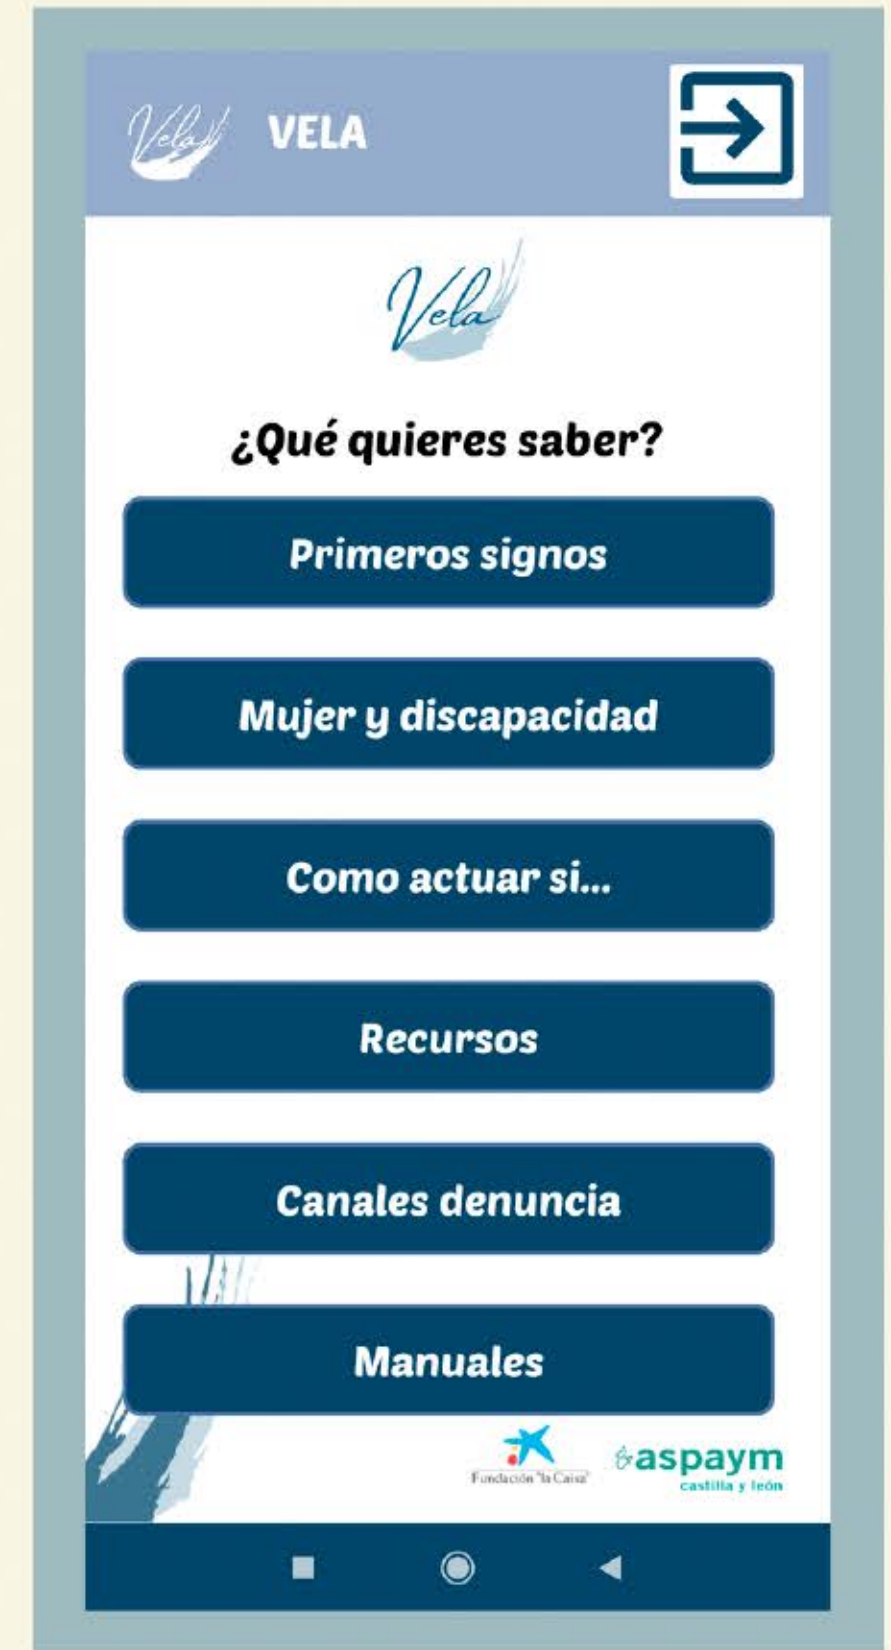 Vela
VELA
Vela
¿Qué quieres saber?
Primeros signos
Mujer y discapacidad
Como actuar si...
Recursos
Canales denuncia
Manuales
Fundación "la Caixa"
aspaym
castilla y león